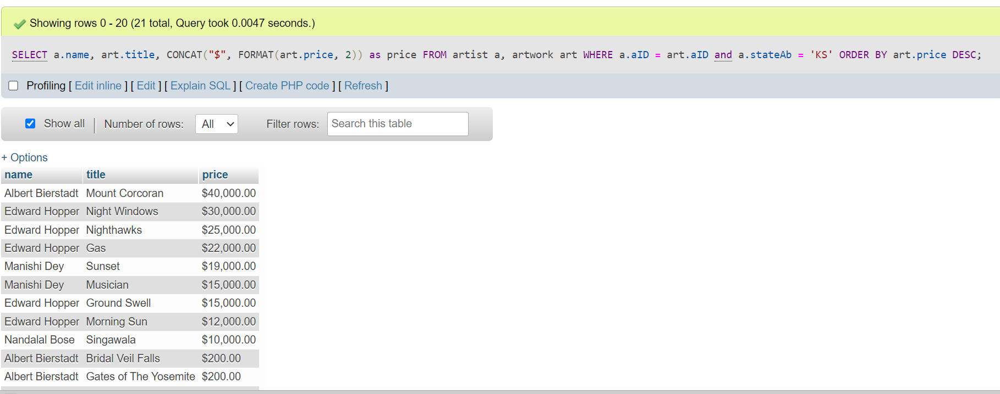 Showing rows 0 - 20 (21 total, Query took 0.0047 seconds.)
SELECT a.name, art.title, CONCAT("$", FORMAT(art.price, 2)) as price FROM artist a, artwork art WHERE a.aID = art.aID and a.stateAb = 'KS' ORDER BY art.price DESC;
Profiling [ Edit inline ] [ Edit ] [ Explain SQL ] [ Create PHP code ] [ Refresh ]
Show all | Number of rows: All Filter rows: Search this table
+ Options
name title price
Albert Bierstadt Mount Corcoran $40,000.00
Edward Hopper Night Windows $30,000.00
Edward Hopper Nighthawks $25,000.00
Edward Hopper Gas $22,000.00
Manishi Dey Sunset $19,000.00
Manishi Dey Musician $15,000.00
Edward Hopper Ground Swell $15,000.00
Edward Hopper Morning Sun $12,000.00
Nandalal Bose Singawala $10,000.00
Albert Bierstadt Bridal Veil Falls $200.00
Albert Bierstadt Gates of The Yosemite $200.00